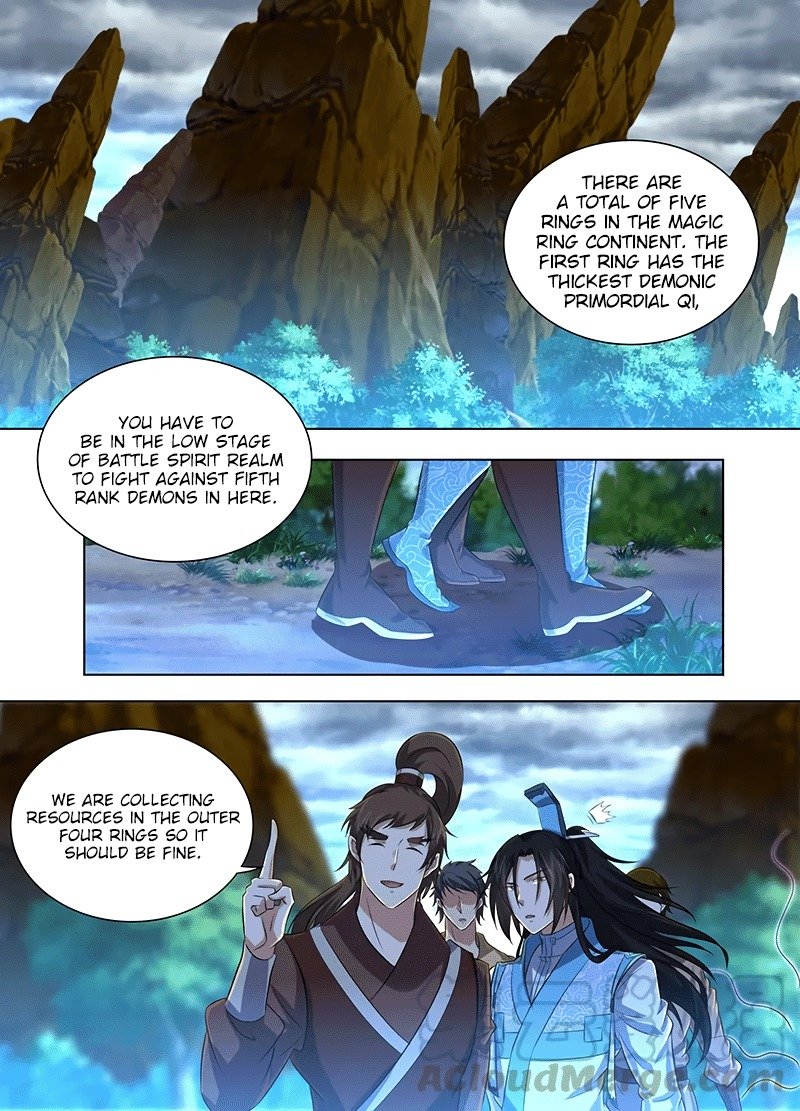 THERE ARE
A TOTAL OF FIVE
RINGS IN THE MAGIC
RING CONTINENT. THE
FIRST RING HAS THE
THICKEST DEMONIC
PRIMORDIAL QI,
YOU HAVE TO
BE IN THE LOW STAGE
OF BATTLE SPIRIT REALM
TO FIGHT AGAINST FIFTH
RANK DEMONS IN HERE.
WE ARE COLLECTING
RESOURCES IN THE OUTER
FOUR RINGS SO IT
SHOULD BE FINE.
ACloudMerge.com